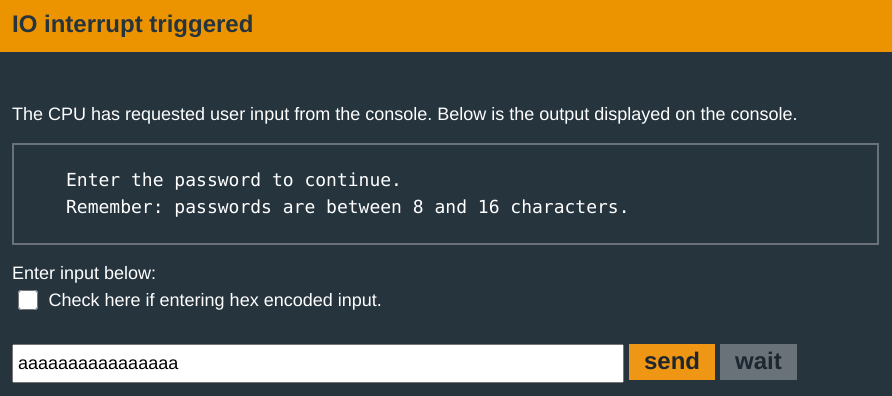 IO interrupt triggered
The CPU has requested user input from the console. Below is the output displayed on the console.
Enter the password to continue.
Remember: passwords are between 8 and 16 characters.
Enter input below:
Check here if entering hex encoded input.
aaaaaaaaaaaaaaaa send wait